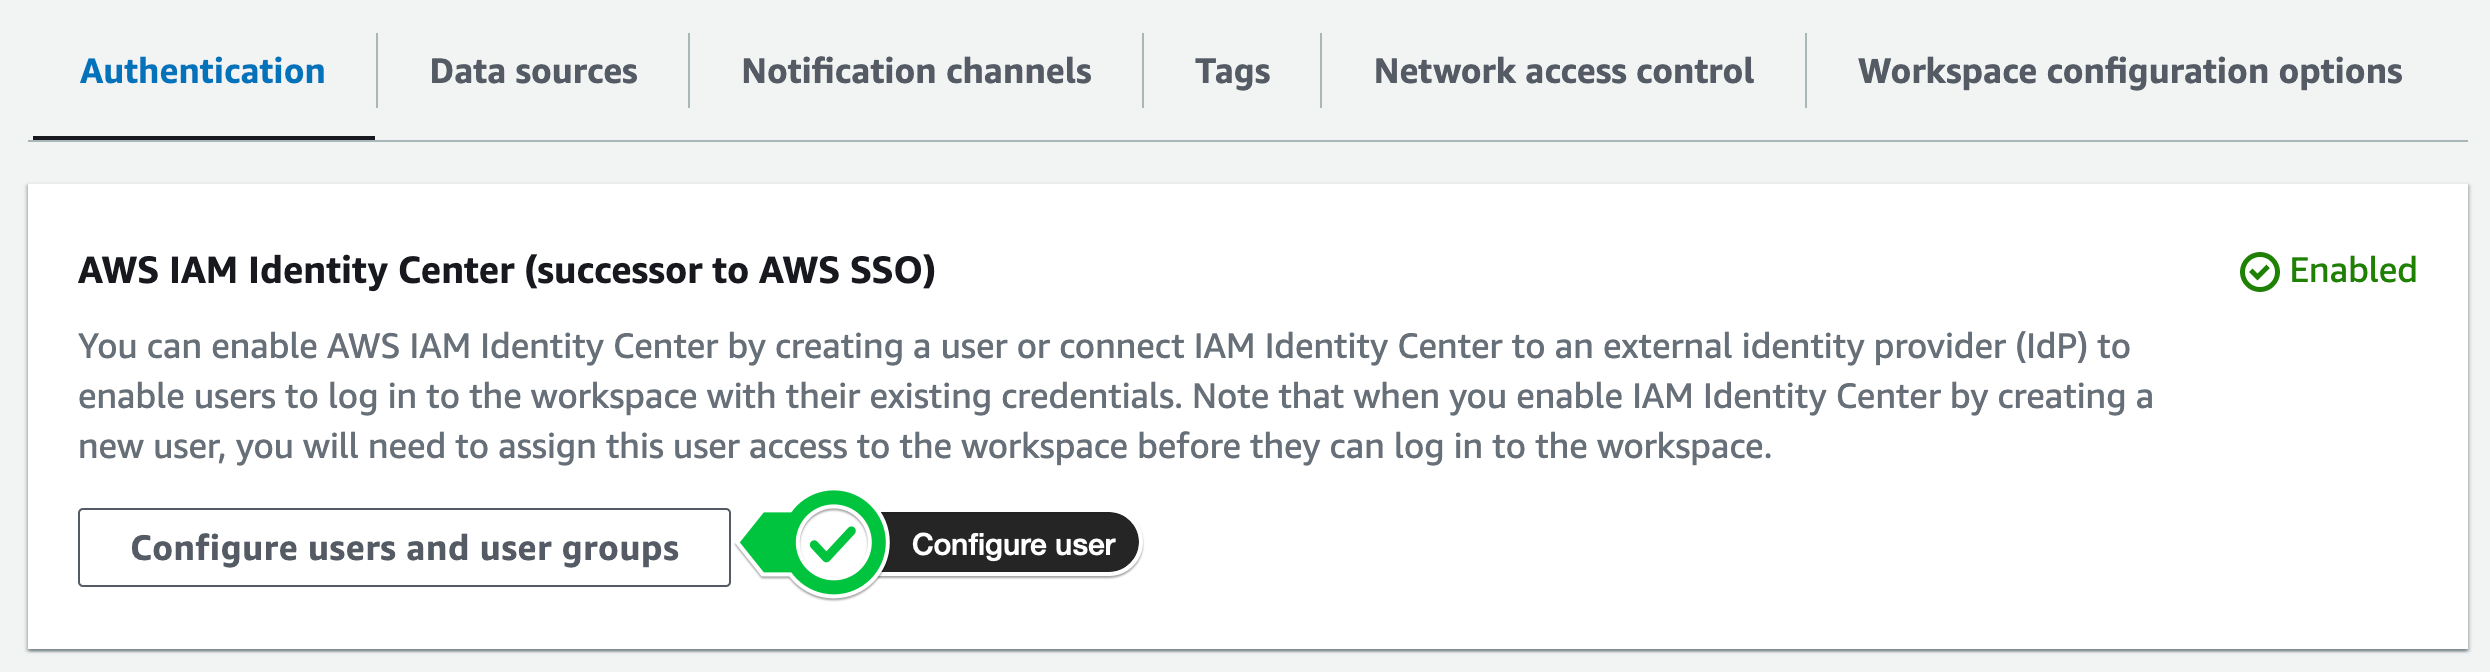 Authentication
Data sources
Notification channels
Tags
Network access control
Workspace configuration options
AWS IAM Identity Center (successor to AWS SSO)
Enabled
You can enable AWS IAM Identity Center by creating a user or connect IAM Identity Center to an external identity provider (IdP) to
enable users to log in to the workspace with their existing credentials. Note that when you enable IAM Identity Center by creating a
new user, you will need to assign this user access to the workspace before they can log in to the workspace.
Configure users and user groups
Configure user